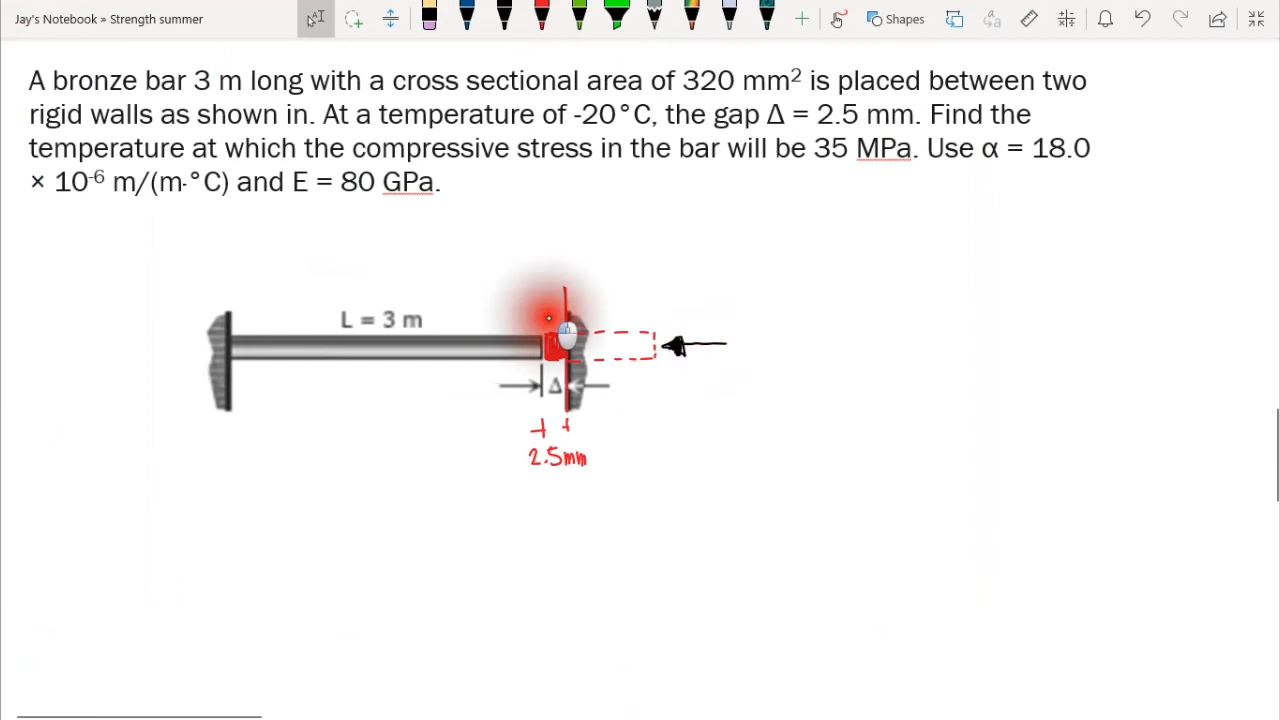 Jay's Notebook » Strength summer
Shapes
A bronze bar 3 m long with a cross sectional area of 320 mm² is placed between two
rigid walls as shown in. At a temperature of -20°C, the gap Δ = 2.5 mm. Find the
temperature at which the compressive stress in the bar will be 35 MPa. Use α = 18.0
× 10⁻⁶ m/(m·°C) and E = 80 GPa.
L = 3 m
Δ
2.5mm